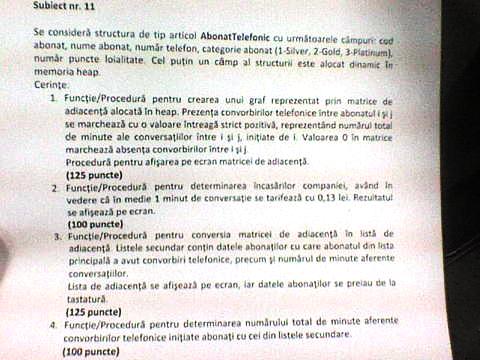 Subiect nr. 11
Se consideră structura de tip articol AbonatTelefonic cu următoarele câmpuri: cod
abonat, nume abonat, număr telefon, categorie abonat (1-Silver, 2-Gold, 3-Platinum),
număr puncte loialitate. Cel puțin un câmp al structurii este alocat dinamic în
memoria heap.
Cerințe.
1. Funcție/Procedură pentru crearea unui graf reprezentat prin matrice de
adiacență alocată în heap. Prezența convorbirilor telefonice între abonatul i și j
se marchează cu o valoare întreagă strict pozitivă, reprezentând numărul total
de minute ale conversațiilor între i și j, inițiate de i. Valoarea 0 în matrice
marchează absența convorbirilor între i și j.
Procedură pentru afișarea pe ecran matricei de adiacență.
(125 puncte)
2. Funcție/Procedură pentru determinarea încasărilor companiei, având în
vedere că în medie 1 minut de conversație se tarifează cu 0,13 lei. Rezultatul
se afișează pe ecran.
(100 puncte)
3. Funcție/Procedură pentru conversia matricei de adiacență în listă de
adiacență. Listele secundar conțin datele abonaților cu care abonatul din lista
principală a avut convorbiri telefonice, precum și numărul de minute aferente
conversațiilor.
Lista de adiacență se afișează pe ecran, iar datele abonaților se preiau de la
tastatură.
(125 puncte)
4. Funcție/Procedură pentru determinarea numărului total de minute aferente
convorbirilor telefonice inițiate abonați cu cei din listele secundare.
(100 puncte)